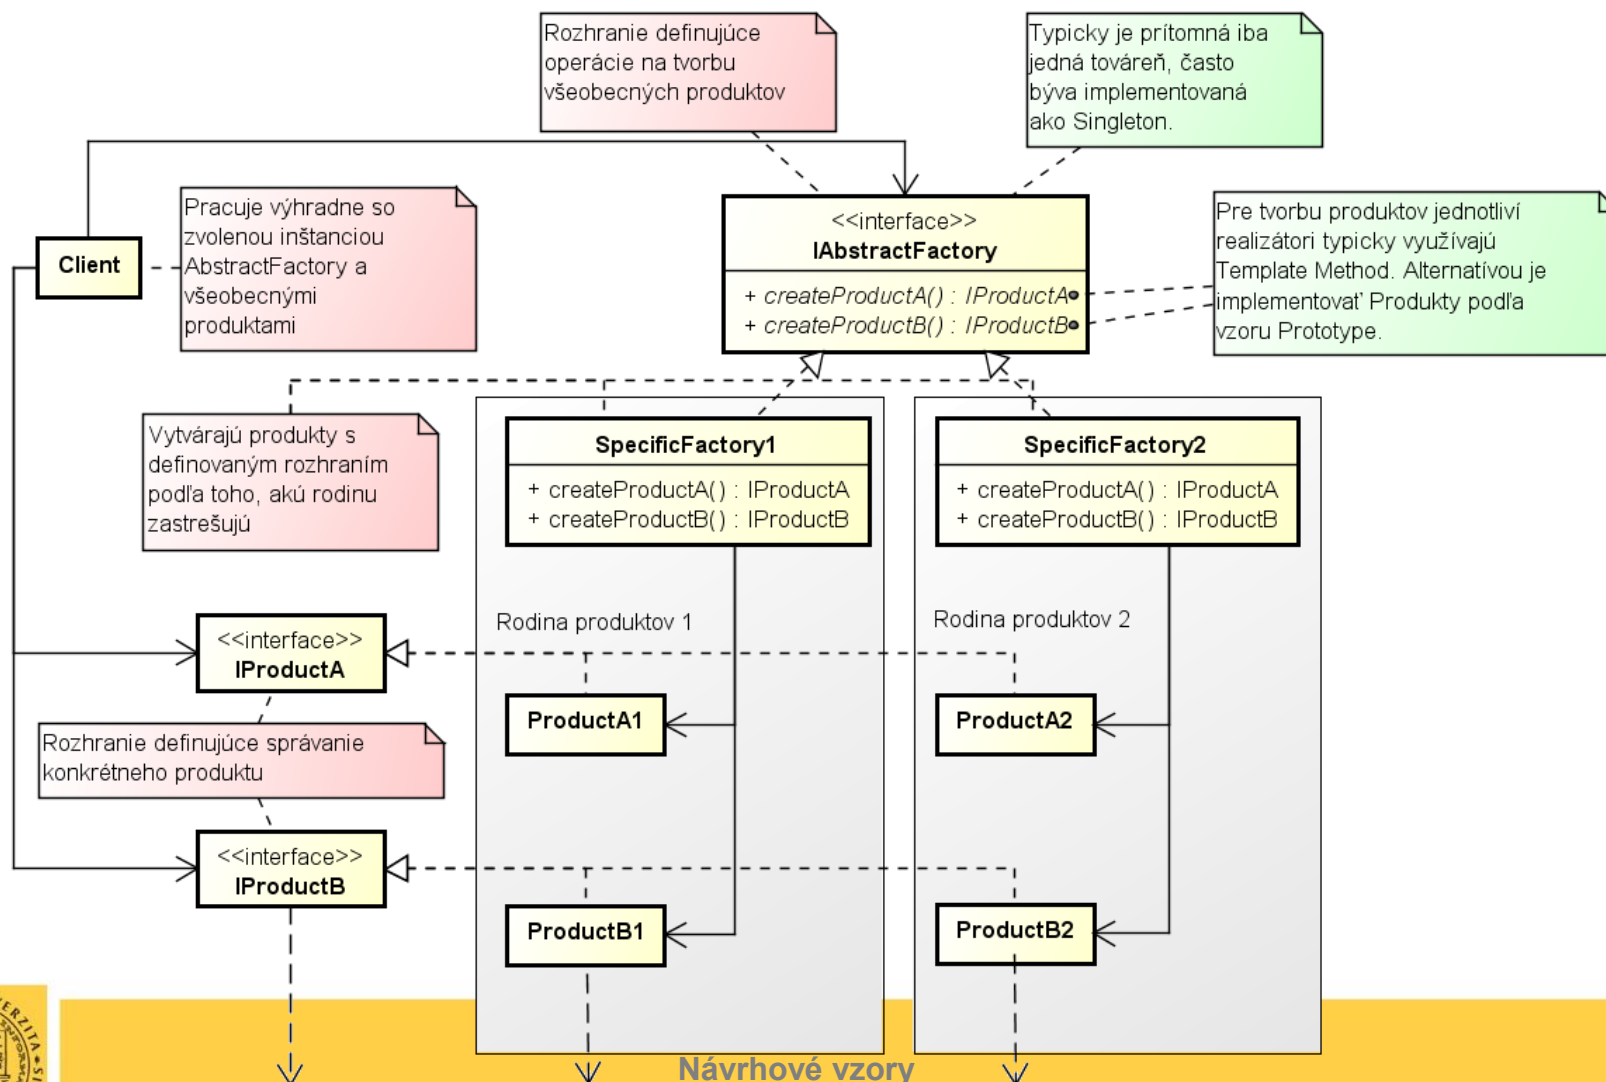 Rozhranie definujúce
operácie na tvorbu
všeobecných produktov
Typicky je prítomná iba
jedná továreň, často
býva implementovaná
ako Singleton.
Pracuje výhradne so
zvolenou inštanciou
AbstractFactory a
všeobecnými
produktami
Client
<<interface>>
IAbstractFactory
+ createProductA() : IProductA
+ createProductB() : IProductB
Pre tvorbu produktov jednotliví
realizátori typicky využívajú
Template Method. Alternatívou je
implementovať Produkty podľa
vzoru Prototype.
Vytvárajú produkty s
definovaným rozhraním
podľa toho, akú rodinu
zastrešujú
SpecificFactory1
+ createProductA() : IProductA
+ createProductB() : IProductB
SpecificFactory2
+ createProductA() : IProductA
+ createProductB() : IProductB
Rodina produktov 1
Rodina produktov 2
<<interface>>
IProductA
ProductA1
ProductA2
Rozhranie definujúce správanie
konkrétneho produktu
<<interface>>
IProductB
ProductB1
ProductB2
Návrhové vzory